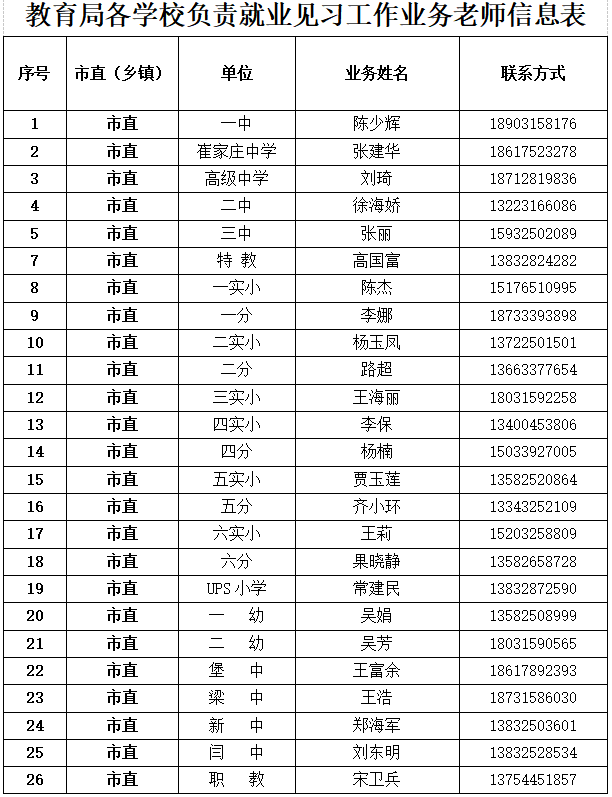 教育局各学校负责就业见习工作业务老师信息表
序号 市直（乡镇） 单位 业务姓名 联系方式
1 市直 一中 陈少辉 18903158176
2 市直 崔家庄中学 张建华 18617523278
3 市直 高级中学 刘琦 18712819836
4 市直 二中 徐海娇 13223166086
5 市直 三中 张丽 15932502089
7 市直 特 教 高国富 13832824282
8 市直 一实小 陈杰 15176510995
9 市直 一分 李娜 18733393898
10 市直 二实小 杨玉凤 13722501501
11 市直 二分 路超 13663377654
12 市直 三实小 王海丽 18031592258
13 市直 四实小 李保 13400453806
14 市直 四分 杨楠 15033927005
15 市直 五实小 贾玉莲 13582520864
16 市直 五分 齐小环 13343252109
17 市直 六实小 王莉 15203258809
18 市直 六分 果晓静 13582658728
19 市直 UPS小学 常建民 13832872590
20 市直 一 幼 吴娟 13582508999
21 市直 二 幼 吴芳 18031590565
22 市直 堡 中 王富余 18617892393
23 市直 梁 中 王浩 18731586030
24 市直 新 中 郑海军 13832503601
25 市直 闫 中 刘东明 13832528534
26 市直 职 教 宋卫兵 13754451857